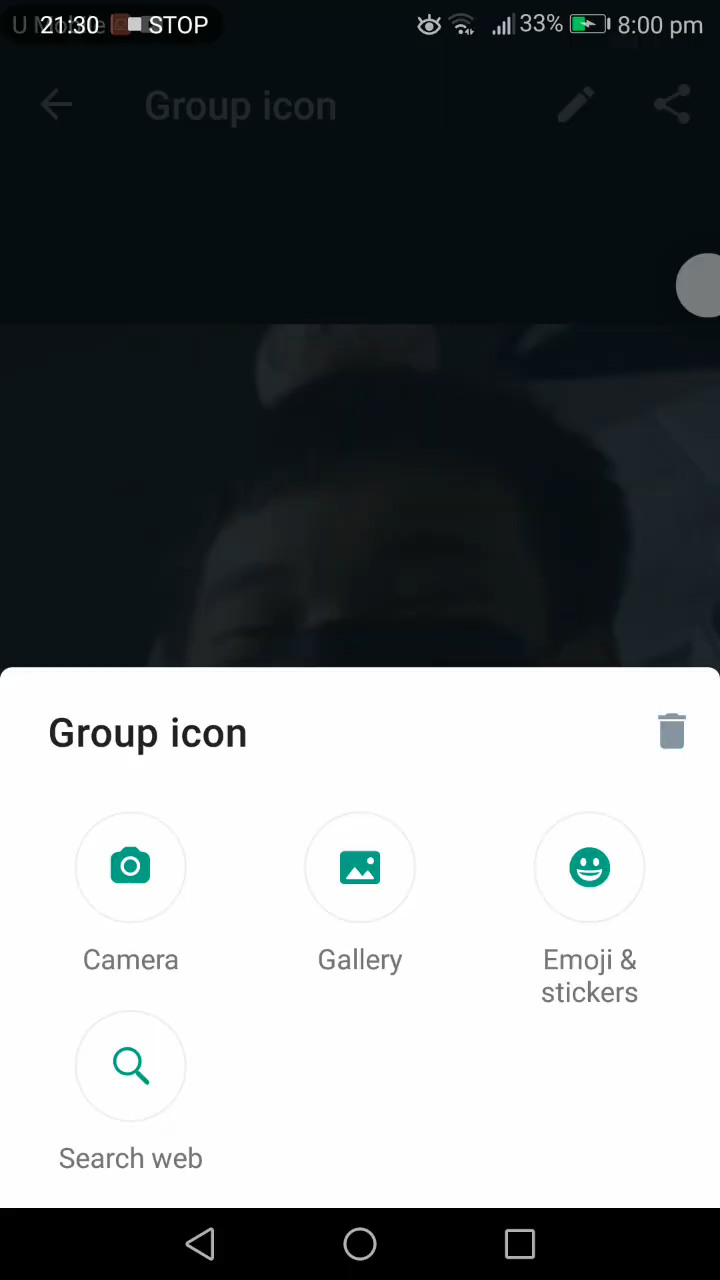 21:30 STOP 33% 8:00 pm
Group icon
Group icon
Camera
Gallery
Emoji &
stickers
Search web